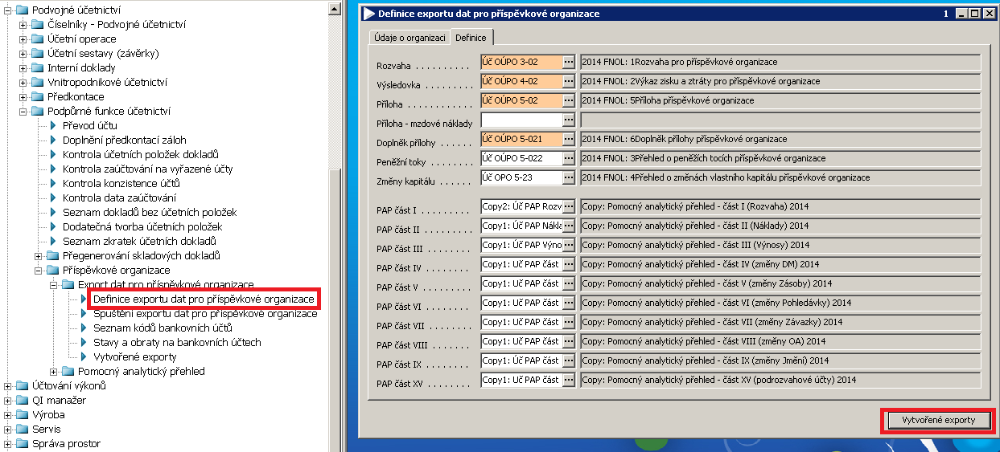 Podvojné účetnictví
Číselníky - Podvojné účetnictví
Účetní operace
Účetní sestavy (závěrky)
Interní doklady
Vnitropodnikové účetnictví
Předkontace
Podpůrné funkce účetnictví
Převod účtu
Doplnění předkontací záloh
Kontrola účetních položek dokladů
Kontrola zaúčtování na vyřazené účty
Kontrola konzistence účtů
Kontrola data zaúčtování
Seznam dokladů bez účetních položek
Dodatečná tvorba účetních položek
Seznam zkratek účetních dokladů
Přegenerování skladových dokladů
Příspěvkové organizace
Export dat pro příspěvkové organizace
Definice exportu dat pro příspěvkové organizace
Spuštění exportu dat pro příspěvkové organizace
Seznam kódů bankovních účtů
Stavy a obraty na bankovních účtech
Vytvořené exporty
Pomocný analytický přehled
Účtování výkonů
QI manažer
Výroba
Servis
Správa prostor
Definice exportu dat pro příspěvkové organizace 1
Údaje o organizaci Definice
Rozvaha . . . . . . . . . . Úč OÚPO 3-02 ... 2014 FNOL: 1Rozvaha pro příspěvkové organizace
Výsledovka . . . . . . . . . Úč OÚPO 4-02 ... 2014 FNOL: 2Výkaz zisku a ztráty pro příspěvkové organizace
Příloha . . . . . . . . . . . . Úč OÚPO 5-02 ... 2014 FNOL: 5Příloha příspěvkové organizace
Příloha - mzdové náklady ...
Doplněk přílohy . . . . . . Úč OÚPO 5-021 ... 2014 FNOL: 6Doplněk přílohy příspěvkové organizace
Peněžní toky . . . . . . . . Úč OÚPO 5-022 ... 2014 FNOL: 3Přehled o peněžích tocích příspěvkové organizace
Změny kapitálu . . . . . . Úč OPO 5-23 ... 2014 FNOL: 4Přehled o změnách vlastního kapitálu příspěvkové organizace
PAP část I . . . . . . . . . Copy2: Úč PAP Rozv ... Copy: Pomocný analytický přehled - část I (Rozvaha) 2014
PAP část II . . . . . . . . . Copy1: Úč PAP Nákla ... Copy: Pomocný analytický přehled - část II (Náklady) 2014
PAP část III . . . . . . . . Copy1: Úč PAP Výno ... Copy: Pomocný analytický přehled - část III (Výnosy) 2014
PAP část IV . . . . . . . . Copy1: Úč PAP část ... Copy: Pomocný analytický přehled - část IV (změny DM) 2014
PAP část V . . . . . . . . . Copy1: Úč PAP část ... Copy: Pomocný analytický přehled - část V (změny Zásoby) 2014
PAP část VI . . . . . . . . Copy1: Úč PAP část ... Copy: Pomocný analytický přehled - část VI (změny Pohledávky) 2014
PAP část VII . . . . . . . . Copy1: Úč PAP část ... Copy: Pomocný analytický přehled - část VII (změny Závazky) 2014
PAP část VIII . . . . . . . Copy1: Úč PAP část ... Copy: Pomocný analytický přehled - část VIII (změny OA) 2014
PAP část IX . . . . . . . . Copy1: Úč PAP část ... Copy: Pomocný analytický přehled - část IX (změny Jmění) 2014
PAP část XV . . . . . . . . Copy1: Úč PAP část ... Copy: Pomocný analytický přehled - část XV (podrozvahové účty) 2014
Vytvořené exporty